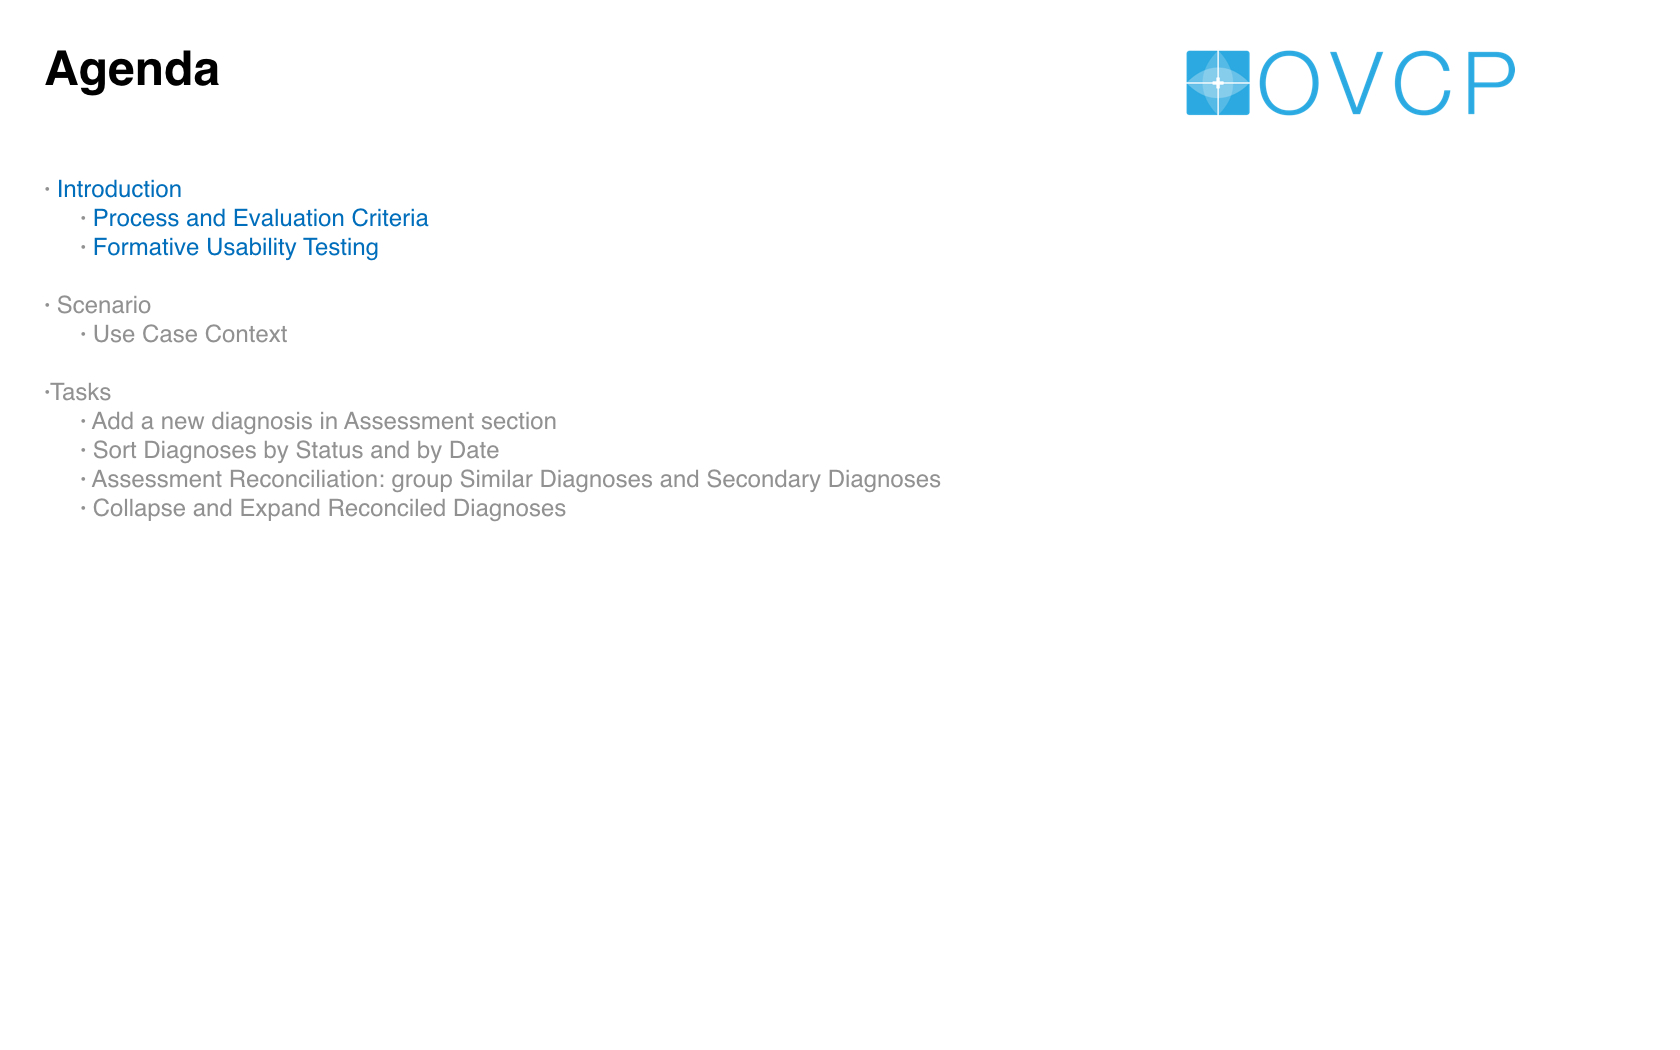 Agenda
OVCP
· Introduction
· Process and Evaluation Criteria
· Formative Usability Testing
· Scenario
· Use Case Context
·Tasks
· Add a new diagnosis in Assessment section
· Sort Diagnoses by Status and by Date
· Assessment Reconciliation: group Similar Diagnoses and Secondary Diagnoses
· Collapse and Expand Reconciled Diagnoses